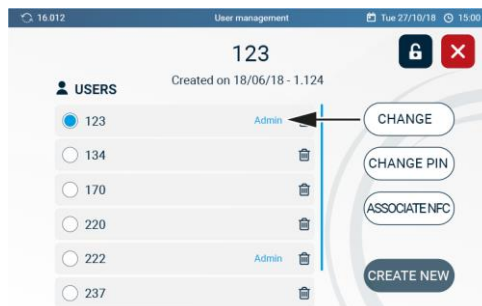 16.012 User management Tue 27/10/18 15:00
123
Created on 18/06/18 - 1.124
USERS
123 Admin
CHANGE
134
CHANGE PIN
170
ASSOCIATE NFC
220
222 Admin
CREATE NEW
237